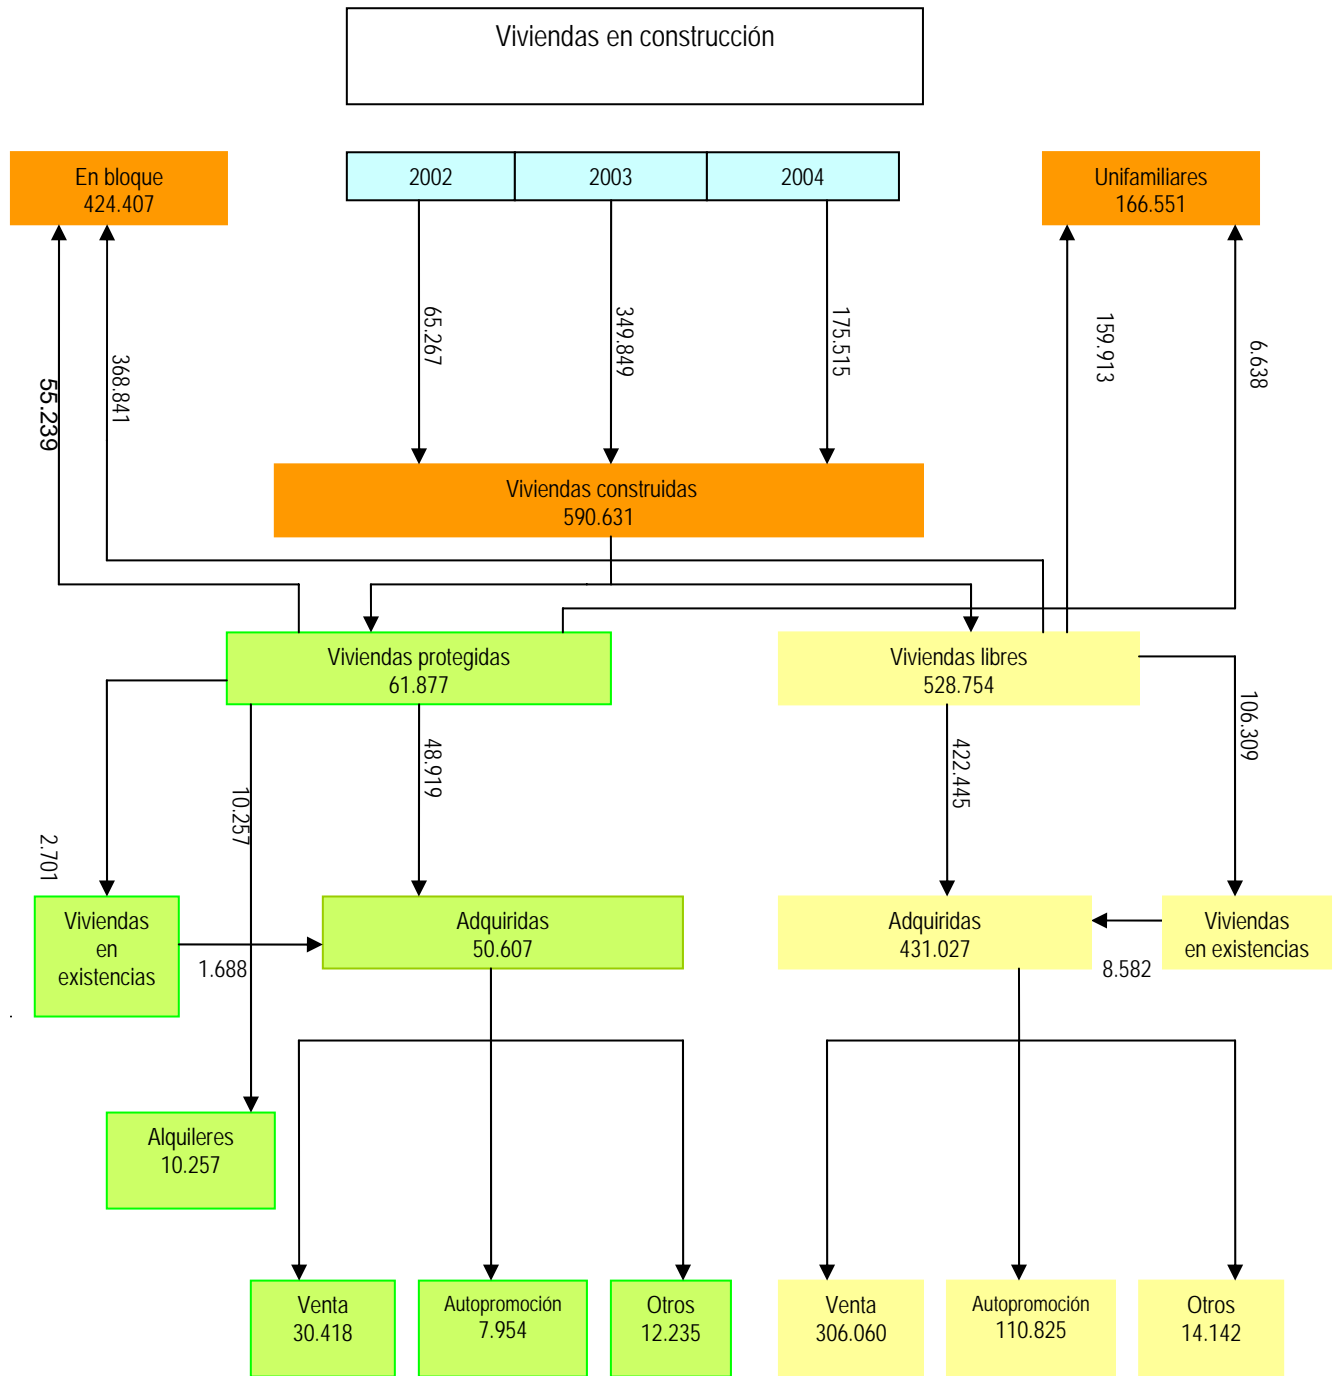 Viviendas en construcción
En bloque
424.407
2002
2003
2004
Unifamiliares
166.551
65.267
349.849
175.515
159.913
6.638
368.841
55.239
Viviendas construidas
590.631
Viviendas protegidas
61.877
Viviendas libres
528.754
106.309
48.919
422.445
10.257
2.701
Viviendas
en
existencias
1.688
Adquiridas
50.607
Adquiridas
431.027
8.582
Viviendas
en existencias
Alquileres
10.257
Venta
30.418
Autopromoción
7.954
Otros
12.235
Venta
306.060
Autopromoción
110.825
Otros
14.142